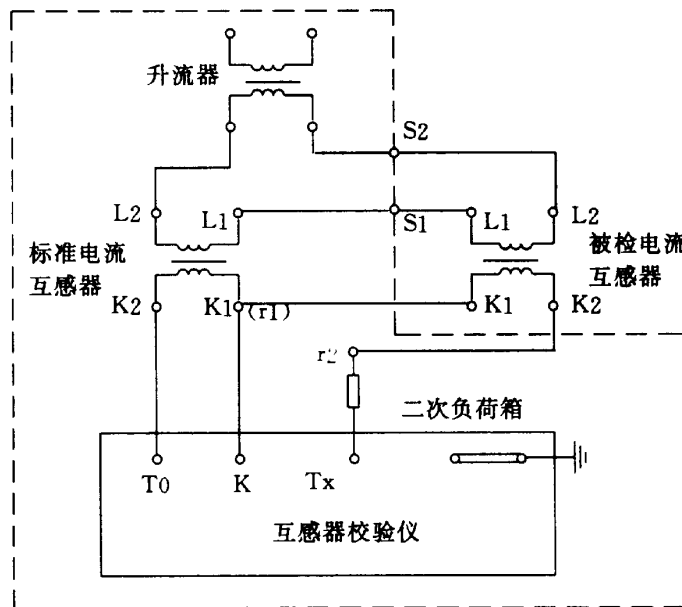 升流器
S2
L2
L1
S1
L1
L2
标准电流
互感器
被检电流
互感器
K2
K1
(r1)
K1
K2
r2
二次负荷箱
T0
K
Tx
互感器校验仪